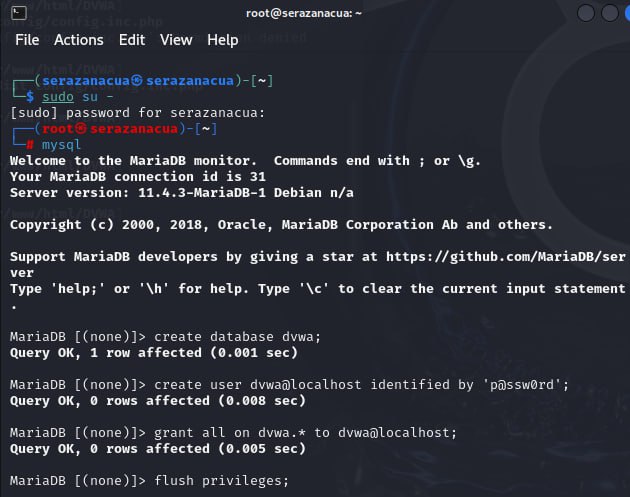 root@serazanacua: ~
File Actions Edit View Help
┌──(serazanacua㉿serazanacua)-[~]
└─$ sudo su -
[sudo] password for serazanacua:
┌──(root㉿serazanacua)-[~]
└─# mysql
Welcome to the MariaDB monitor.  Commands end with ; or \g.
Your MariaDB connection id is 31
Server version: 11.4.3-MariaDB-1 Debian n/a
Copyright (c) 2000, 2018, Oracle, MariaDB Corporation Ab and others.
Support MariaDB developers by giving a star at https://github.com/MariaDB/ser
ver
Type 'help;' or '\h' for help. Type '\c' to clear the current input statement
.
MariaDB [(none)]> create database dvwa;
Query OK, 1 row affected (0.001 sec)
MariaDB [(none)]> create user dvwa@localhost identified by 'p@ssw0rd';
Query OK, 0 rows affected (0.008 sec)
MariaDB [(none)]> grant all on dvwa.* to dvwa@localhost;
Query OK, 0 rows affected (0.005 sec)
MariaDB [(none)]> flush privileges;